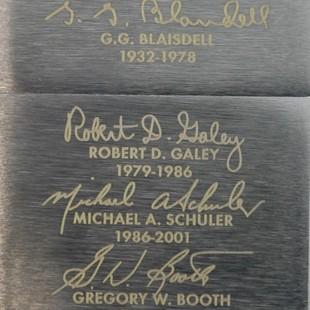 G. G. Blaisdell
G.G. BLAISDELL
1932-1978
Robert D. Galey
ROBERT D. GALEY
1979-1986
Michael A Schuler
MICHAEL A. SCHULER
1986-2001
G. W. Booth
GREGORY W. BOOTH